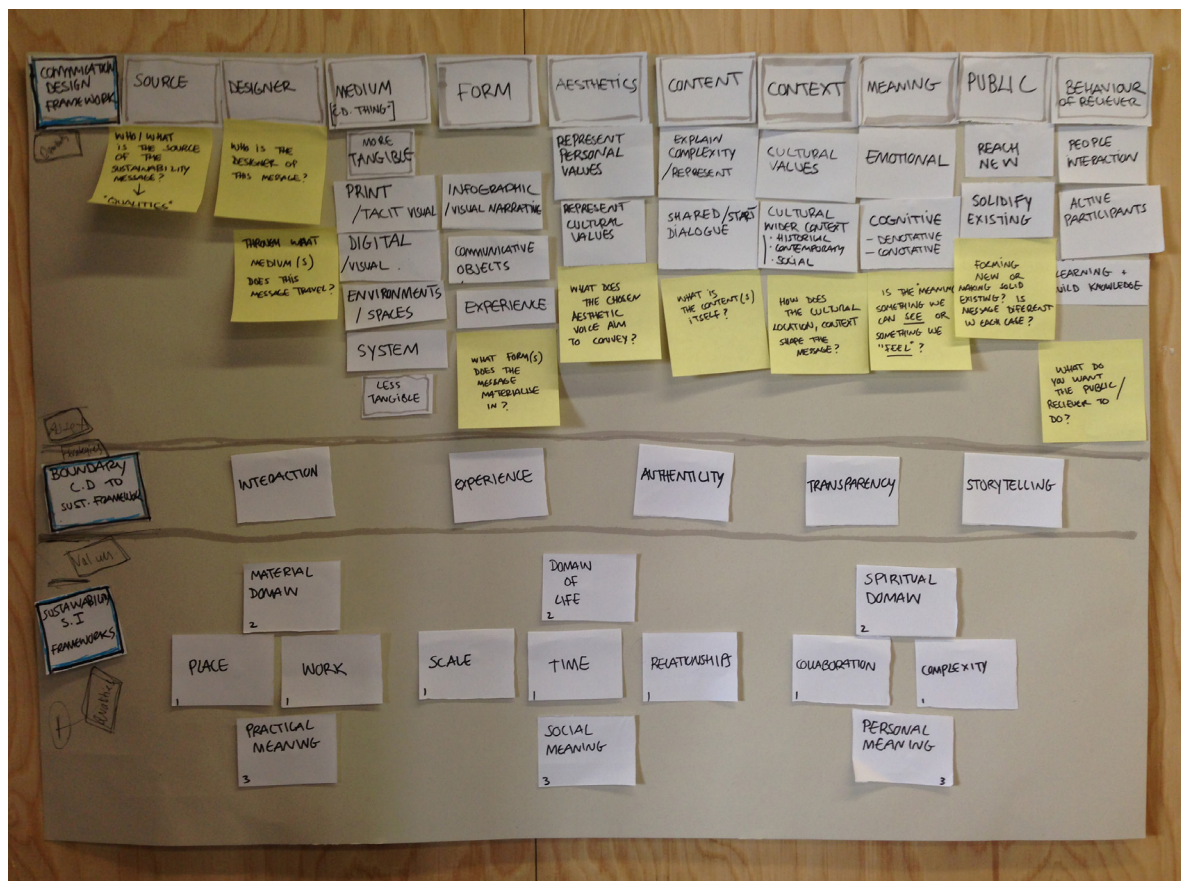 COMMUNICATION
DESIGN
FRAMEWORK
SOURCE
DESIGNER
MEDIUM
[C.D. THING"]
FORM
AESTHETICS
CONTENT
CONTEXT
MEANING
PUBLIC
BEHAVIOUR
OF RECIEVER
WHO/WHAT
IS THE SOURCE
OF THE
SUSTAINABILITY
MESSAGE?
"QUALITIES"
WHO IS THE
DESIGNER OF
THIS MESSAGE?
THROUGH WHAT
MEDIUM(S)
DOES THIS
MESSAGE TRAVEL?
MORE
TANGIBLE
PRINT
/TACIT VISUAL
DIGITAL
/VISUAL.
ENVIRONMENTS
/ SPACES
SYSTEM
LESS
TANGIBLE
INFOGRAPHIC
/VISUAL NARRATIVE
COMMUNICATIVE
OBJECTS
EXPERIENCE
WHAT FORM(S)
DOES THE
MESSAGE
MATERIALISE
IN?
REPRESENT
PERSONAL
VALUES
REPRESENT
CULTURAL
VALUES
WHAT DOES
THE CHOSEN
AESTHETIC
VOICE AIM
TO CONVEY?
EXPLAIN
COMPLEXITY
/REPRESENT
SHARED/START
DIALOGUE
WHAT IS
THE CONTENT(S)
ITSELF?
CULTURAL
VALUES
CULTURAL
WIDER CONTEXT
· HISTORICAL
· CONTEMPORARY
· SOCIAL
HOW DOES
THE CULTURAL
LOCATION, CONTEXT
SHAPE THE
MESSAGE?
EMOTIONAL
COGNITIVE
- DENOTATIVE
- CONOTATIVE
IS THE "MEANING"
SOMETHING WE
CAN SEE OR
SOMETHING WE
"FEEL"?
REACH
NEW
SOLIDIFY
EXISTING
FORMING
NEW OR
MAKING SOLID
EXISTING? IS
MESSAGE DIFERENT
IN EACH CASE?
PEOPLE
INTERACTION
ACTIVE
PARTICIPANTS
LEARNING +
BUILD KNOWLEDGE
WHAT DO
YOU WANT
THE PUBLIC/
RECIEVER TO
DO?
BOUNDARY
C.D TO
SUST. FRAMEWORK
INTERACTION
EXPERIENCE
AUTHENTICITY
TRANSPARENCY
STORYTELLING
Values
SUSTAINABILITY
S.I
FRAMEWORKS
MATERIAL
DOMAIN
2
DOMAIN
OF
LIFE
2
SPIRITUAL
DOMAIN
2
PLACE
1
WORK
1
SCALE
1
TIME
1
RELATIONSHIPS
1
COLLABORATION
1
COMPLEXITY
1
PRACTICAL
MEANING
3
SOCIAL
MEANING
3
PERSONAL
MEANING
3